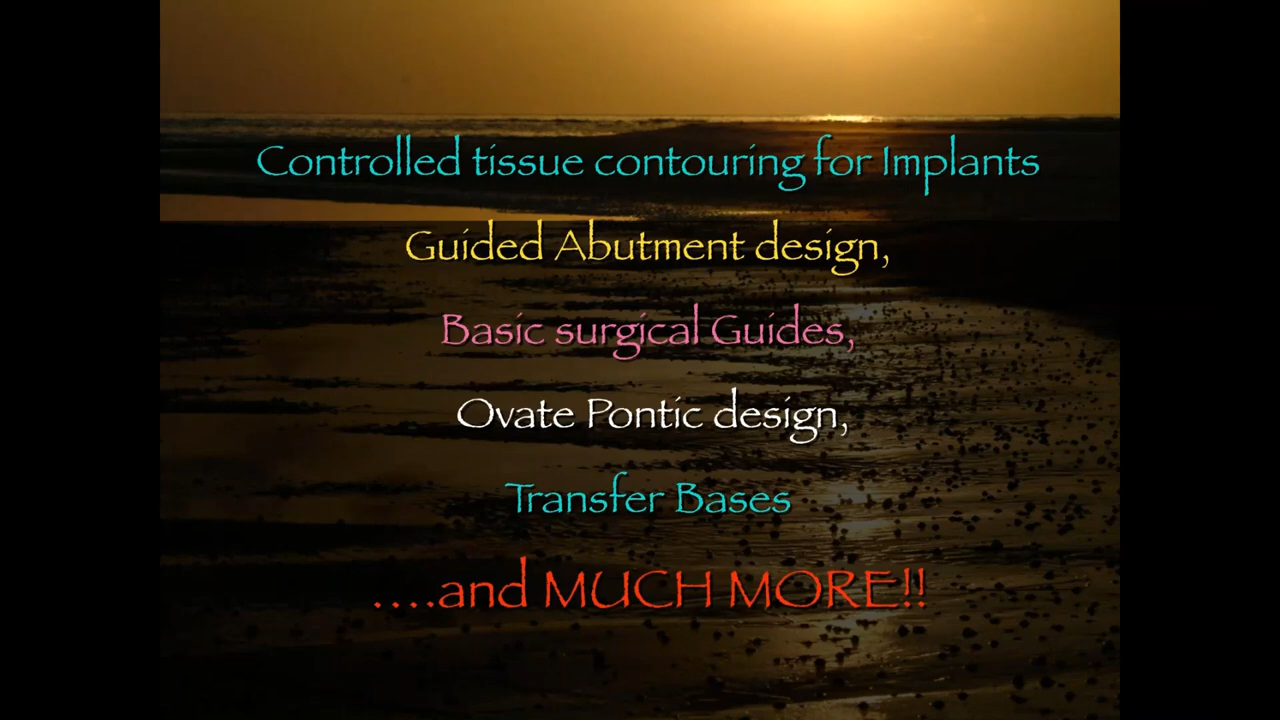 Controlled tissue contouring for Implants
Guided Abutment design,
Basic surgical Guides,
Ovate Pontic design,
Transfer Bases
....and MUCH MORE!!